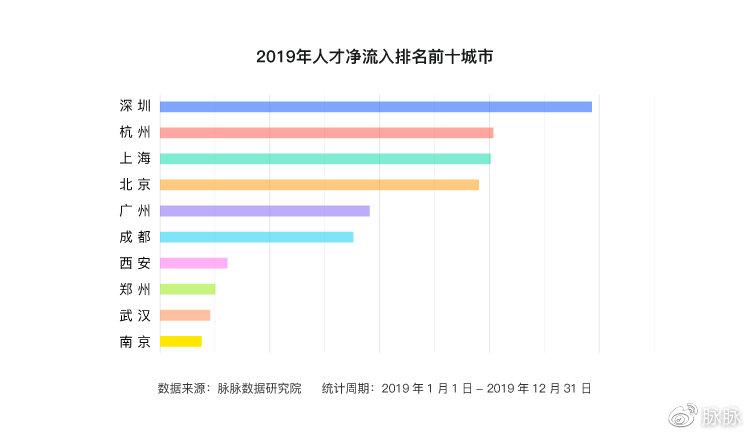 2019年人才净流入排名前十城市
深圳
杭州
上海
北京
广州
成都
西安
郑州
武汉
南京
数据来源：脉脉数据研究院 统计周期：2019 年 1 月 1 日 – 2019 年 12 月 31 日
脉脉